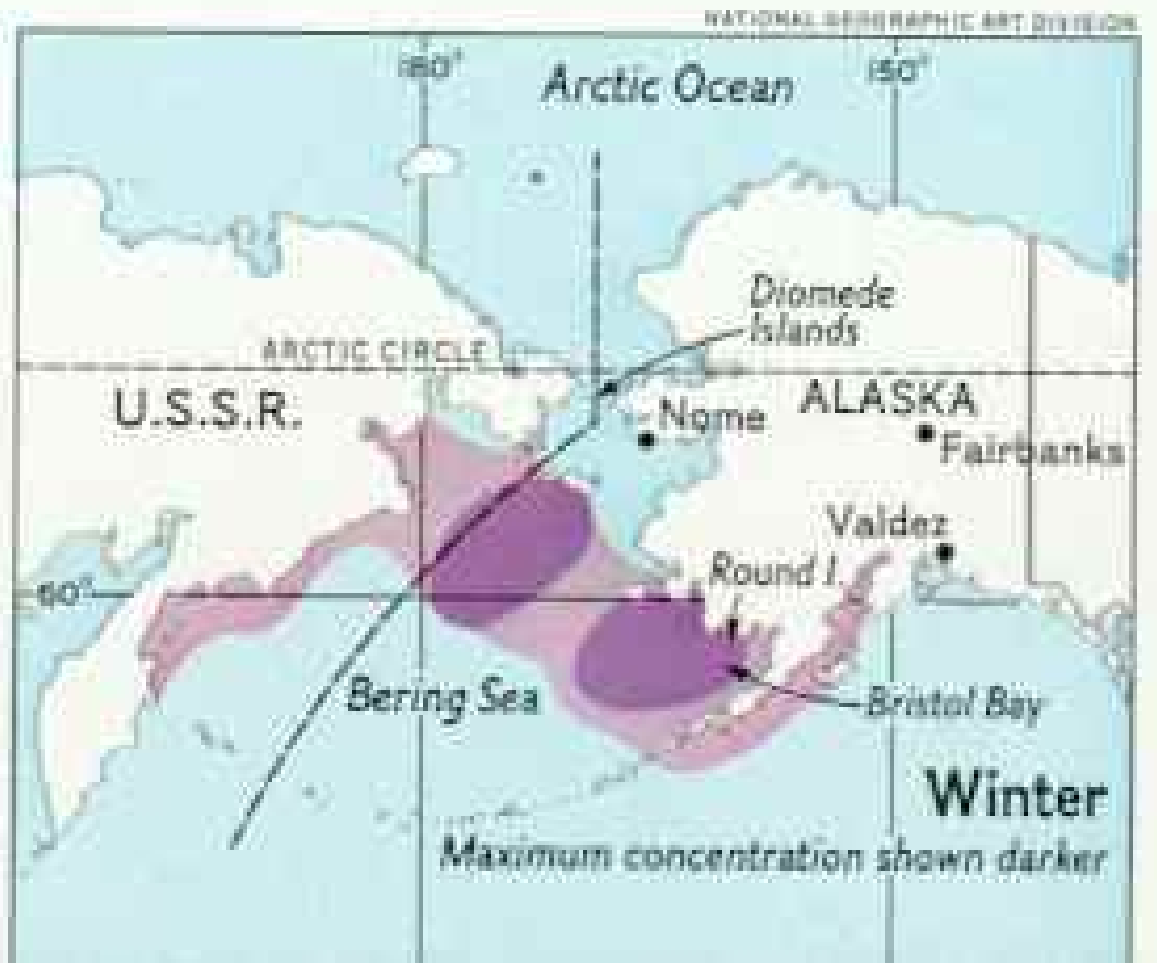 NATIONAL GEOGRAPHIC ART DIVISION
180°
150°
Arctic Ocean
Diomede
Islands
ARCTIC CIRCLE
U.S.S.R.
ALASKA
Nome
Fairbanks
Valdez
Round I.
60°
Bering Sea
Bristol Bay
Winter
Maximum concentration shown darker